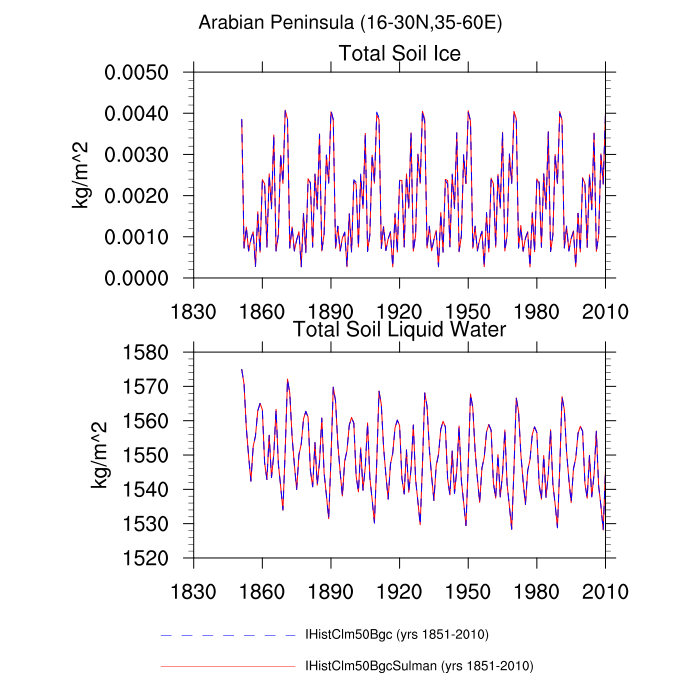 Arabian Peninsula (16-30N,35-60E)
Total Soil Ice
0.0050
0.0040
0.0030
0.0020
0.0010
0.0000
kg/m^2
1830 1860 1890 1920 1950 1980 2010
Total Soil Liquid Water
1580
1570
1560
1550
1540
1530
1520
kg/m^2
1830 1860 1890 1920 1950 1980 2010
IHistClm50Bgc (yrs 1851-2010)
IHistClm50BgcSulman (yrs 1851-2010)